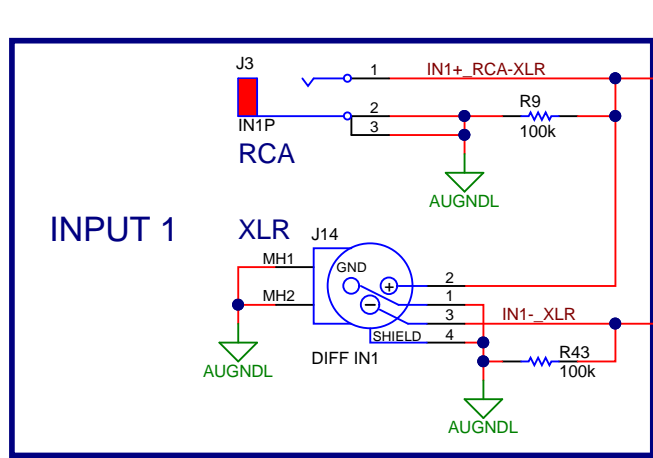 J3
1
IN1+_RCA-XLR
2
R9
IN1P
3
100k
RCA
AUGNDL
INPUT 1
XLR
J14
MH1
GND
+
2
MH2
1
−
3
IN1-_XLR
SHIELD
4
DIFF IN1
R43
100k
AUGNDL
AUGNDL